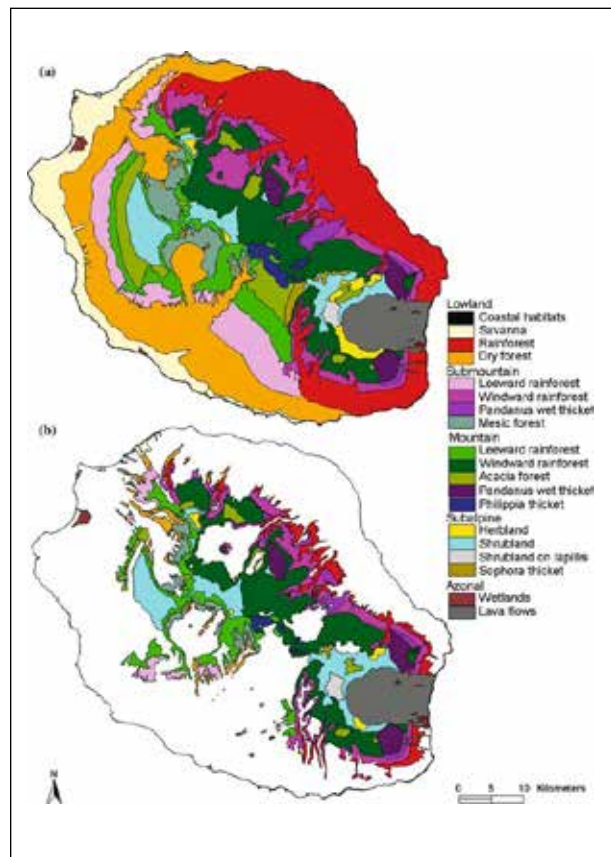 (a)
Lowland
Coastal habitats
Savanna
Rainforest
Dry forest
Submountain
Leeward rainforest
Windward rainforest
Pandanus wet thicket
Mesic forest
Mountain
Leeward rainforest
Windward rainforest
Acacia forest
Pandanus wet thicket
Philippia thicket
Subalpine
Herbland
Shrubland
Shrubland on lapillis
Sophora thicket
Azonal
Wetlands
Lava flows
(b)
N
0 5 10 Kilometers